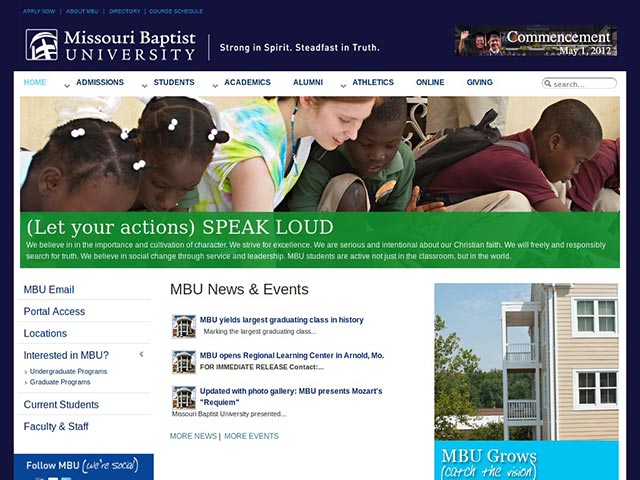 APPLY NOW | ABOUT MBU | DIRECTORY | COURSE SCHEDULE
Missouri Baptist
UNIVERSITY
Strong in Spirit. Steadfast in Truth.
Commencement
May 1, 2012
HOME ADMISSIONS STUDENTS ACADEMICS ALUMNI ATHLETICS ONLINE GIVING
search...
(Let your actions) SPEAK LOUD
We believe in in the importance and cultivation of character. We strive for excellence. We are serious and intentional about our Christian faith. We will freely and responsibly
search for truth. We believe in social change through service and leadership. MBU students are active not just in the classroom, but in the world.
MBU Email
Portal Access
Locations
Interested in MBU?
Undergraduate Programs
Graduate Programs
Current Students
Faculty & Staff
Follow MBU (we're social)
MBU News & Events
MBU yields largest graduating class in history
Marking the largest graduating class...
MBU opens Regional Learning Center in Arnold, Mo.
FOR IMMEDIATE RELEASE Contact:...
Updated with photo gallery: MBU presents Mozart's
"Requiem"
Missouri Baptist University presented...
MORE NEWS | MORE EVENTS
MBU Grows
(catch the vision)